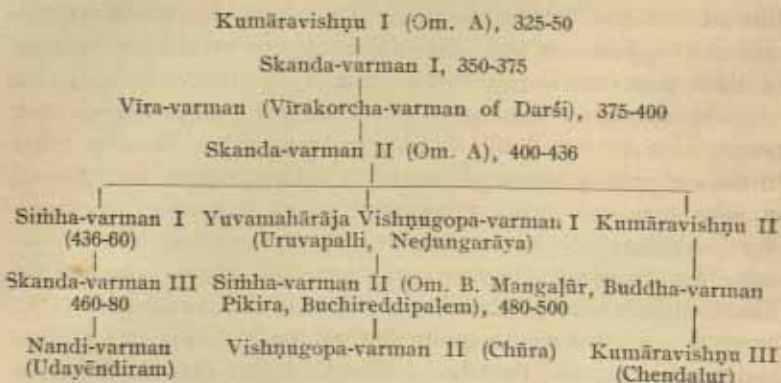 Kumāravishṇu I (Om. A), 325-50
Skanda-varman I, 350-375
Vīra-varman (Vīrakorcha-varman of Darśi), 375-400
Skanda-varman II (Om. A), 400-436
Siṁha-varman I Yuvamahārāja Vishṇugopa-varman I Kumāravishṇu II
(436-60) (Uruvapalli, Neḍungarāya)
Skanda-varman III Siṁha-varman II (Om. B. Mangaḷūr, Buddha-varman
460-80 Pikira, Buchireddipalem), 480-500
Nandi-varman Vishṇugopa-varman II (Chūra) Kumāravishṇu III
(Udayēndiram) (Chendalur)